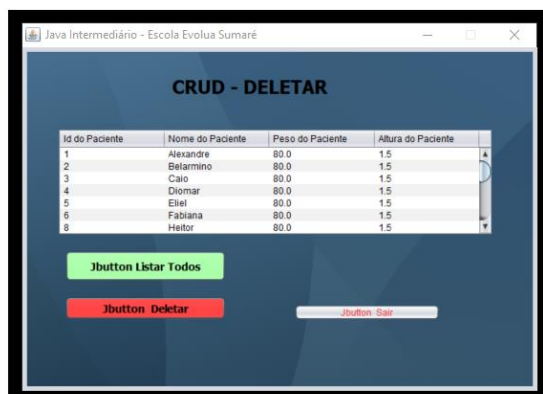 Java Intermediário - Escola Evolua Sumaré
CRUD - DELETAR
Id do Paciente Nome do Paciente Peso do Paciente Altura do Paciente
1 Alexandre 80.0 1.5
2 Belarmino 80.0 1.5
3 Caio 80.0 1.5
4 Diomar 80.0 1.5
5 Eliel 80.0 1.5
6 Fabiana 80.0 1.5
8 Heitor 80.0 1.5
Jbutton Listar Todos
Jbutton Deletar
Jbutton Sair